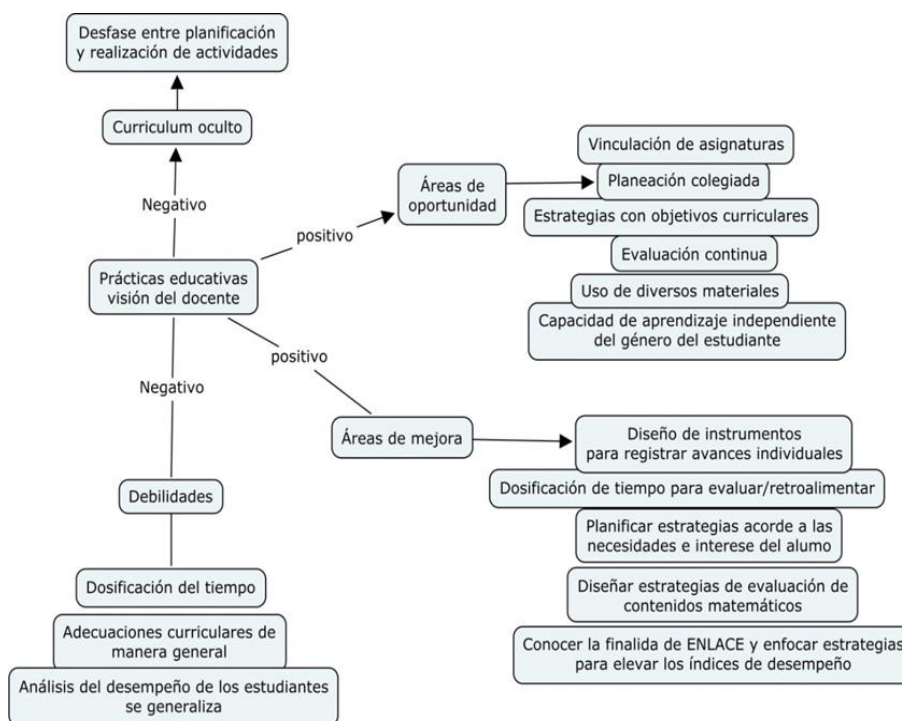 Desfase entre planificación
y realización de actividades
Curriculum oculto
Negativo
Prácticas educativas
visión del docente
positivo
Áreas de
oportunidad
Vinculación de asignaturas
Planeación colegiada
Estrategias con objetivos curriculares
Evaluación continua
Uso de diversos materiales
Capacidad de aprendizaje independiente
del género del estudiante
positivo
Áreas de mejora
Diseño de instrumentos
para registrar avances individuales
Dosificación de tiempo para evaluar/retroalimentar
Planificar estrategias acorde a las
necesidades e interese del alumo
Diseñar estrategias de evaluación de
contenidos matemáticos
Conocer la finalida de ENLACE y enfocar estrategias
para elevar los índices de desempeño
Negativo
Debilidades
Dosificación del tiempo
Adecuaciones curriculares de
manera general
Análisis del desempeño de los estudiantes
se generaliza